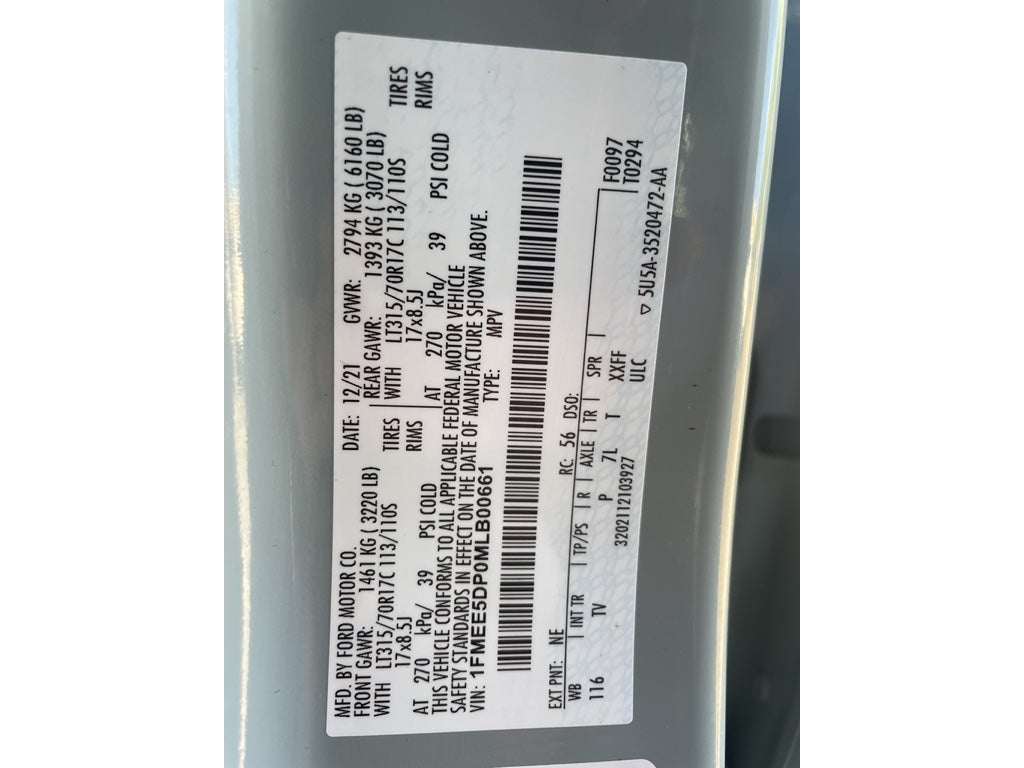 MFD. BY FORD MOTOR CO. DATE: 12/21 GVWR: 2794 KG ( 6160 LB)
FRONT GAWR: 1461 KG ( 3220 LB) REAR GAWR: 1393 KG ( 3070 LB)
WITH LT315/70R17C 113/110S TIRES WITH LT315/70R17C 113/110S TIRES
17x8.5J RIMS 17x8.5J RIMS
AT 270 kPa/ 39 PSI COLD AT 270 kPa/ 39 PSI COLD
THIS VEHICLE CONFORMS TO ALL APPLICABLE FEDERAL MOTOR VEHICLE
SAFETY STANDARDS IN EFFECT ON THE DATE OF MANUFACTURE SHOWN ABOVE.
VIN: 1FMEE5DP0MLB00661 TYPE: MPV
EXT PNT: NE RC: 56 DSO: F0097
WB INT TR TP/PS R AXLE TR SPR T0294
116 TV P 7L T XXFF
3202112103927 ULC
▽ 5U5A-3520472-AA